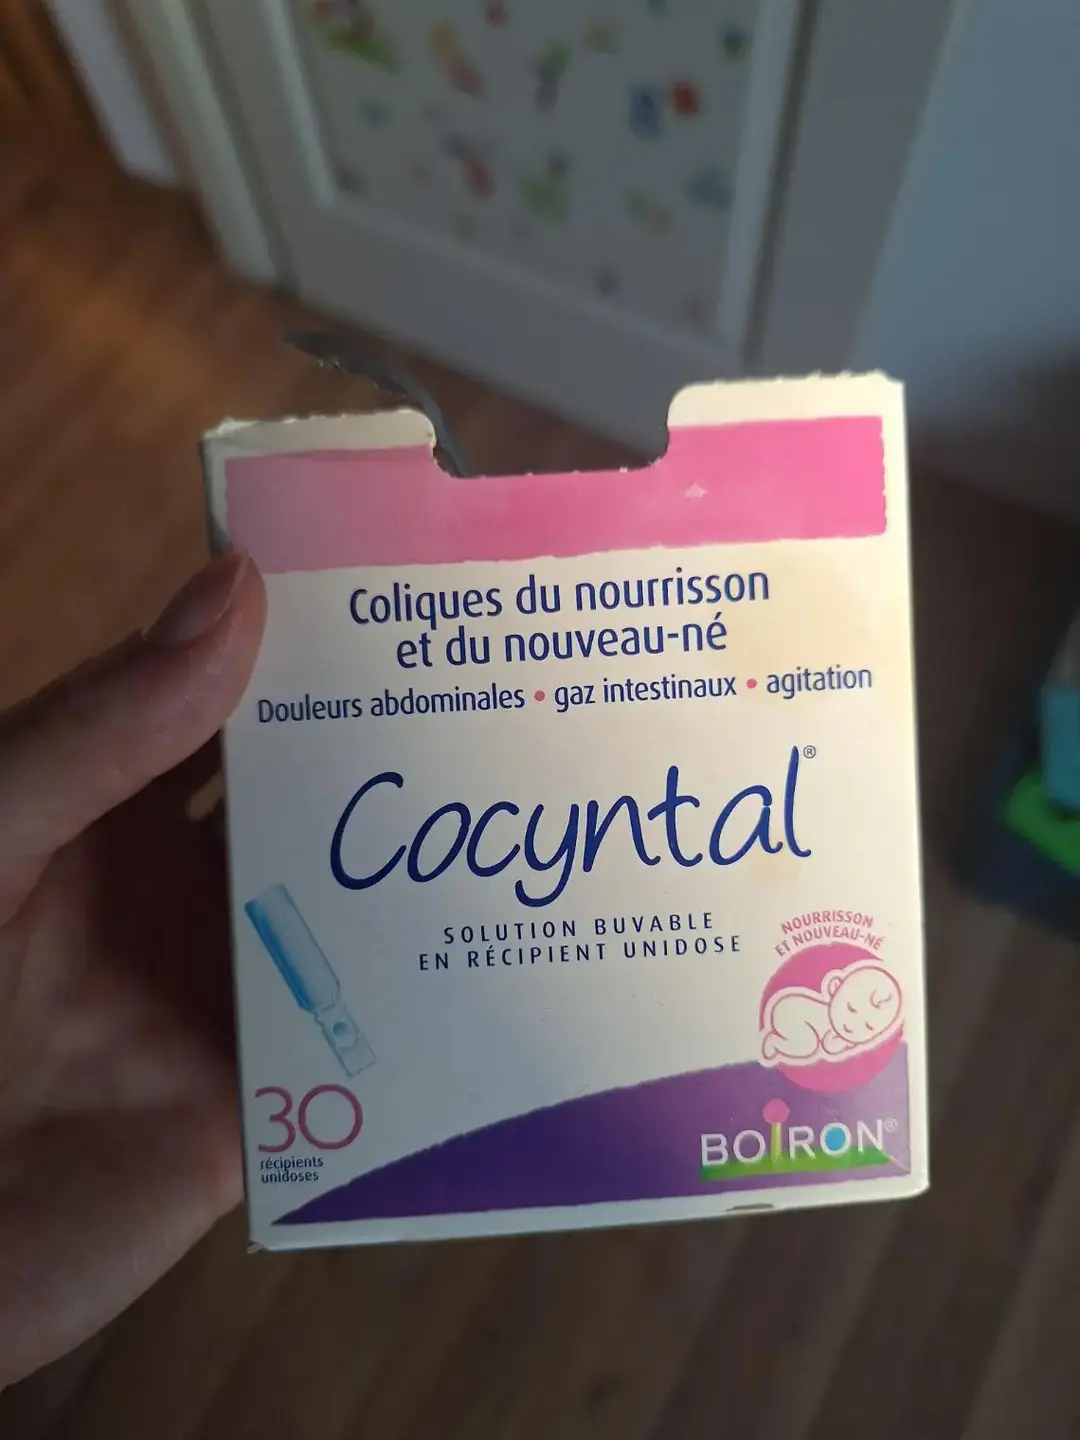 Coliques du nourrisson
et du nouveau-né
Douleurs abdominales • gaz intestinaux • agitation
Cocyntal®
SOLUTION BUVABLE
EN RÉCIPIENT UNIDOSE
NOURRISSON
ET NOUVEAU-NÉ
30
récipients
unidoses
BOIRON®